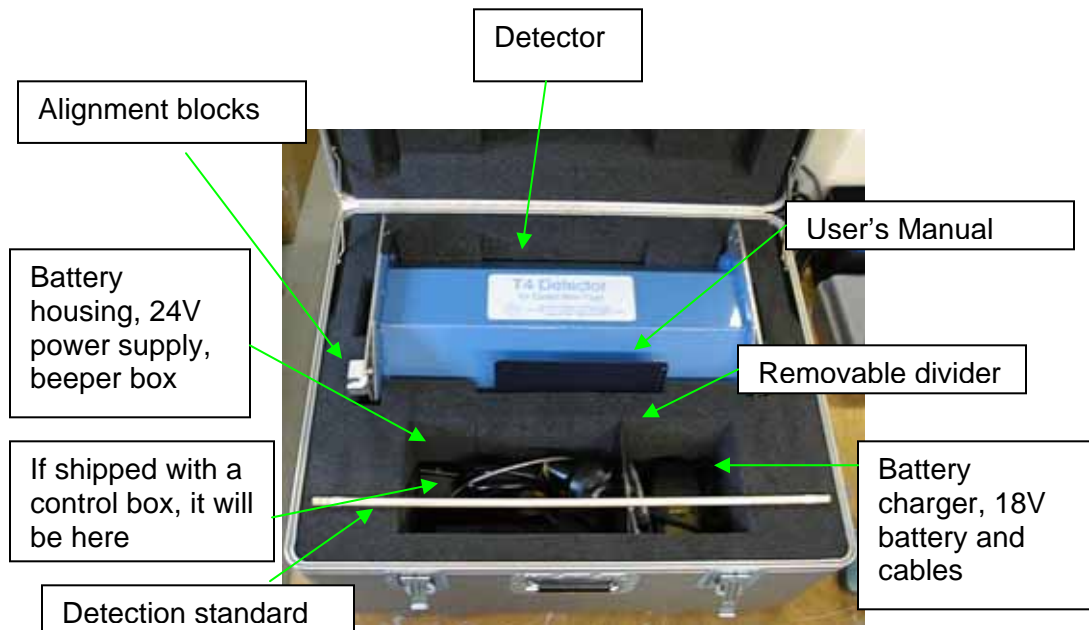 Detector
Alignment blocks
User's Manual
Battery
housing, 24V
power supply,
beeper box
T4 Detector
Removable divider
If shipped with a
control box, it will
be here
Battery
charger, 18V
battery and
cables
Detection standard